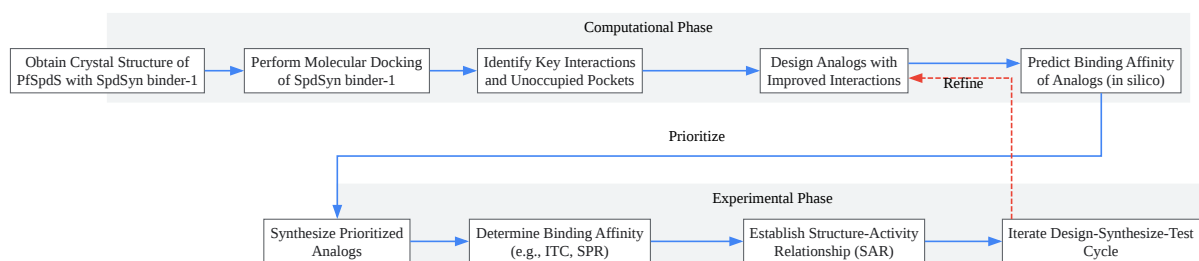 Computational Phase
Obtain Crystal Structure of
PfSpdS with SpdSyn binder-1
Perform Molecular Docking
of SpdSyn binder-1
Identify Key Interactions
and Unoccupied Pockets
Design Analogs with
Improved Interactions
Predict Binding Affinity
of Analogs (in silico)
Refine
Prioritize
Experimental Phase
Synthesize Prioritized
Analogs
Determine Binding Affinity
(e.g., ITC, SPR)
Establish Structure-Activity
Relationship (SAR)
Iterate Design-Synthesize-Test
Cycle